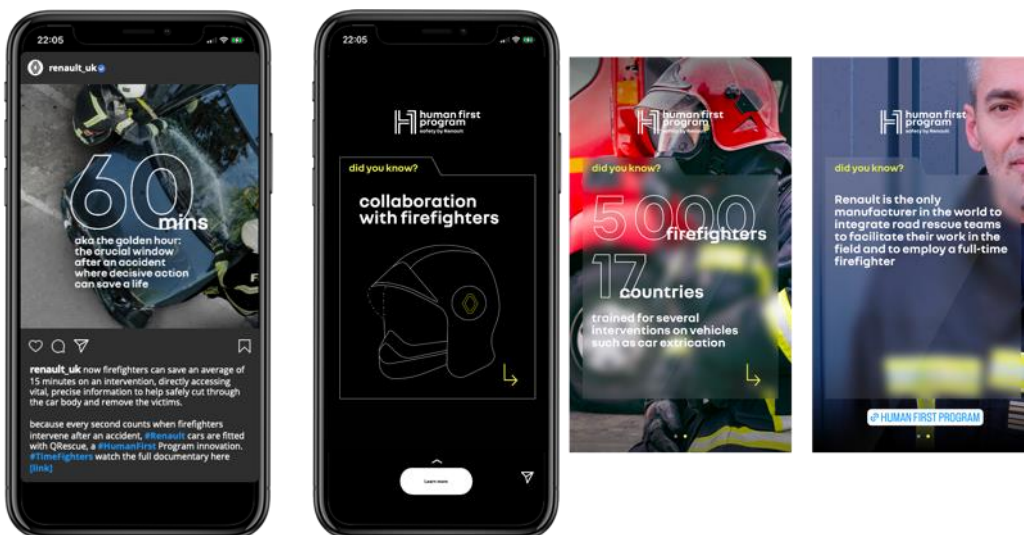 22:05
renault_uk
60
mins
aka the golden hour:
the crucial window
after an accident
where decisive action
can save a life
renault_uk now firefighters can save an average of
15 minutes on an intervention, directly accessing
vital, precise information to help safely cut through
the car body and remove the victims.
because every second counts when firefighters
intervene after an accident, #Renault cars are fitted
with QRescue, a #HumanFirst Program innovation.
#TimeFighters watch the full documentary here
[link]
22:05
human first
program
did you know?
collaboration
with firefighters
Learn more
human first
program
safety by Renault
did you know?
5000
firefighters
17
countries
trained for several
interventions on vehicles
such as car extrication
human first
program
safety by Renault
did you know?
Renault is the only
manufacturer in the world to
integrate road rescue teams
to facilitate their work in the
field and to employ a full-time
firefighter
HUMAN FIRST PROGRAM